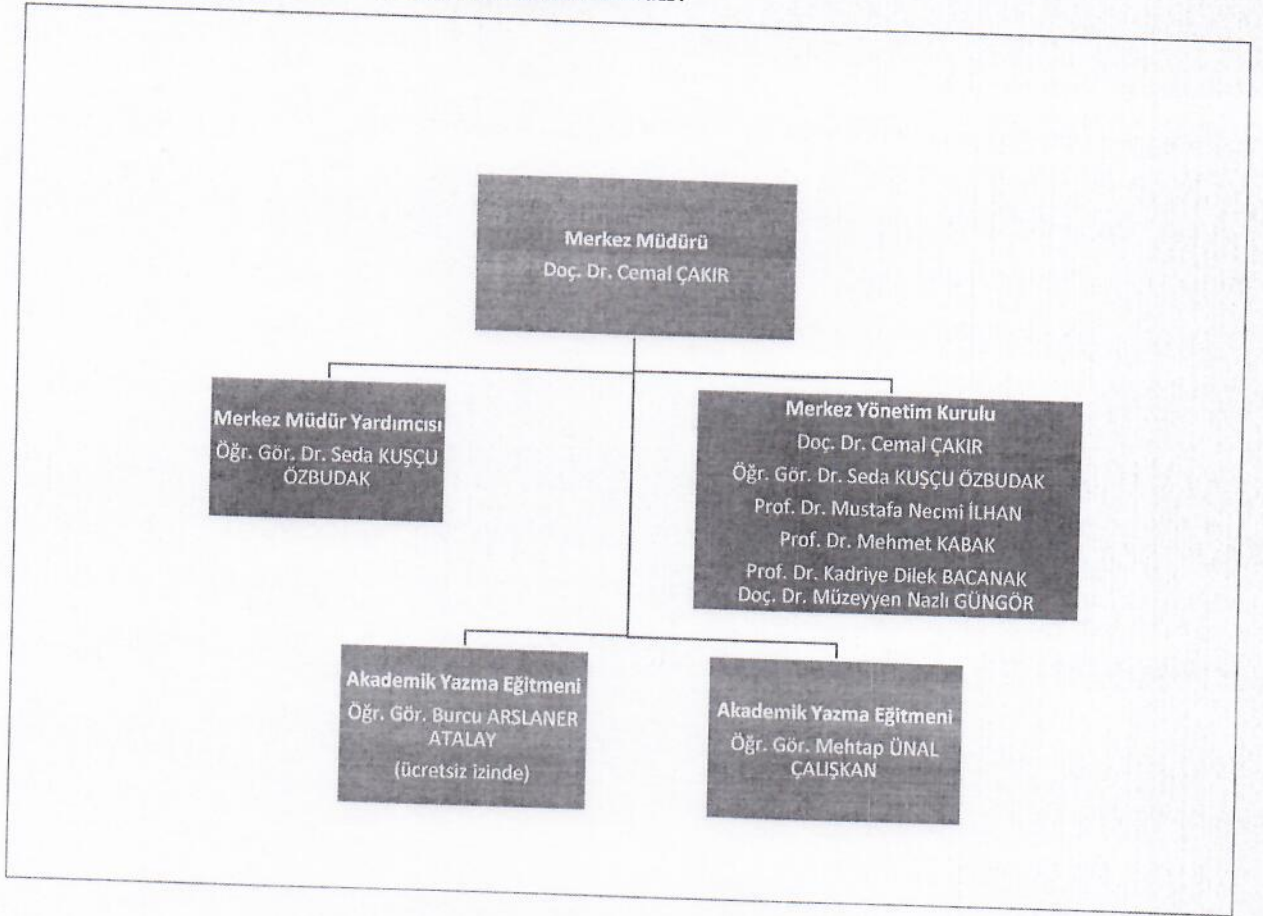 Merkez Müdürü
Doç. Dr. Cemal ÇAKIR
Merkez Müdür Yardımcısı
Öğr. Gör. Dr. Seda KUŞÇU
ÖZBUDAK
Merkez Yönetim Kurulu
Doç. Dr. Cemal ÇAKIR
Öğr. Gör. Dr. Seda KUŞÇU ÖZBUDAK
Prof. Dr. Mustafa Necmi İLHAN
Prof. Dr. Mehmet KABAK
Prof. Dr. Kadriye Dilek BACANAK
Doç. Dr. Müzeyyen Nazlı GÜNGÖR
Akademik Yazma Eğitmeni
Öğr. Gör. Burcu ARSLANER
ATALAY
(ücretsiz izinde)
Akademik Yazma Eğitmeni
Öğr. Gör. Mehtap ÜNAL
ÇALIŞKAN